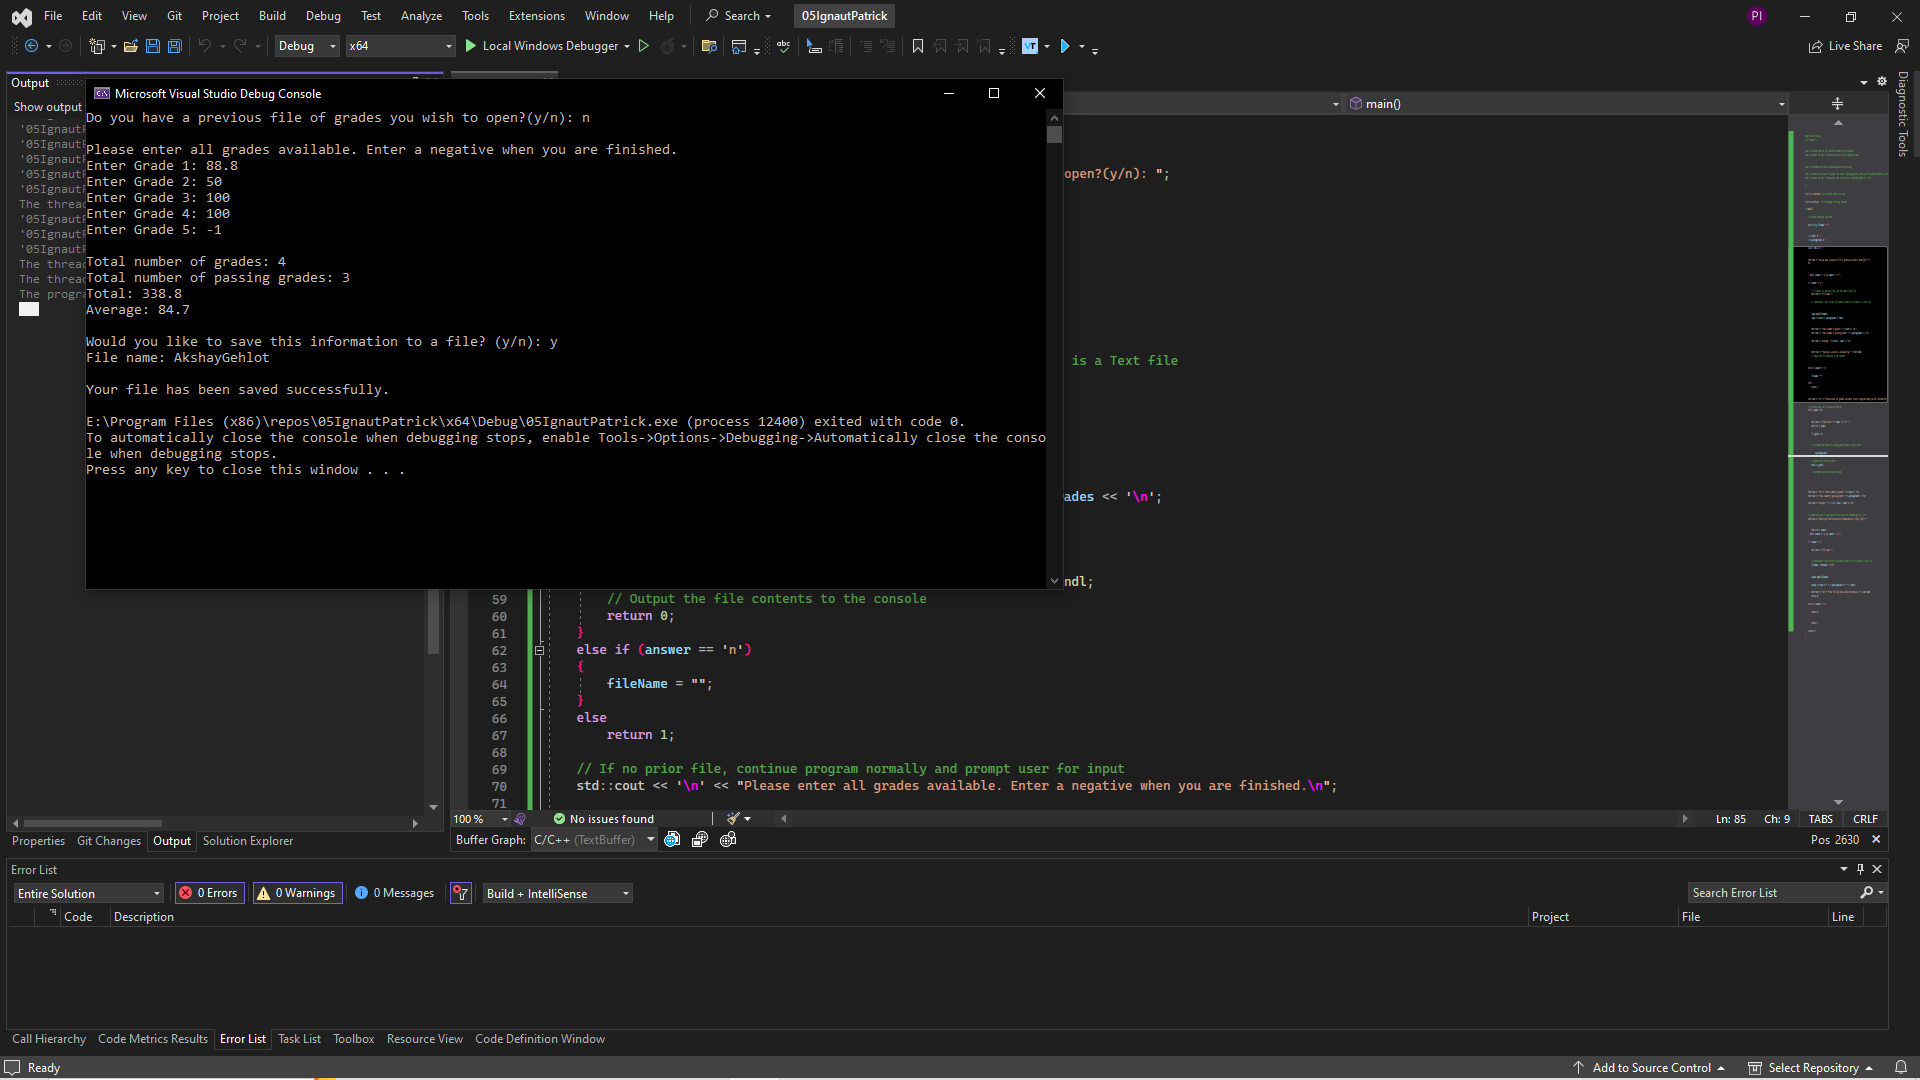 File Edit View Git Project Build Debug Test Analyze Tools Extensions Window Help Search 05IgnautPatrick PI
Debug x64 Local Windows Debugger Live Share
Output
Show output
'05IgnautP
The thread
The progra
Microsoft Visual Studio Debug Console
Do you have a previous file of grades you wish to open?(y/n): n
Please enter all grades available. Enter a negative when you are finished.
Enter Grade 1: 88.8
Enter Grade 2: 50
Enter Grade 3: 100
Enter Grade 4: 100
Enter Grade 5: -1
Total number of grades: 4
Total number of passing grades: 3
Total: 338.8
Average: 84.7
Would you like to save this information to a file? (y/n): y
File name: AkshayGehlot
Your file has been saved successfully.
E:\Program Files (x86)\repos\05IgnautPatrick\x64\Debug\05IgnautPatrick.exe (process 12400) exited with code 0.
To automatically close the console when debugging stops, enable Tools->Options->Debugging->Automatically close the conso
le when debugging stops.
Press any key to close this window . . .
main()
Diagnostic Tools
open?(y/n): ";
is a Text file
ades << '\n';
ndl;
59 // Output the file contents to the console
60 return 0;
61 }
62 else if (answer == 'n')
63 {
64 fileName = "";
65 }
66 else
67 return 1;
68
69 // If no prior file, continue program normally and prompt user for input
70 std::cout << '\n' << "Please enter all grades available. Enter a negative when you are finished.\n";
71
100 % No issues found Ln: 85 Ch: 9 TABS CRLF
Buffer Graph: C/C++ (TextBuffer) Pos 2630
Properties Git Changes Output Solution Explorer
Error List
Entire Solution 0 Errors 0 Warnings 0 Messages Build + IntelliSense Search Error List
Code Description Project File Line
Call Hierarchy Code Metrics Results Error List Task List Toolbox Resource View Code Definition Window
Ready Add to Source Control Select Repository